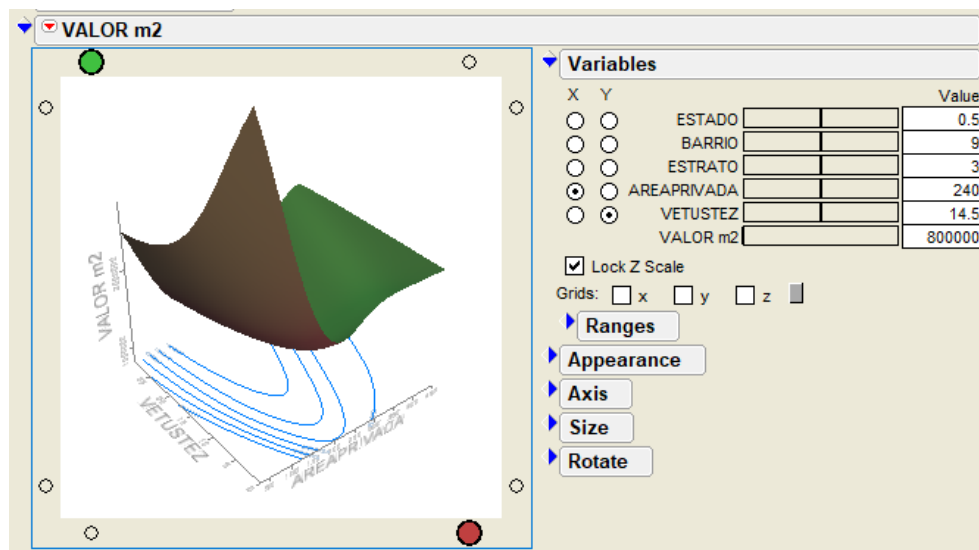 VALOR m2
Variables
X Y Value
ESTADO 0.5
BARRIO 9
ESTRATO 3
AREAPRIVADA 240
VETUSTEZ 14.5
VALOR m2 800000
Lock Z Scale
Grids: x y z
Ranges
Appearance
Axis
Size
Rotate
VALOR m2
VETUSTEZ
AREAPRIVADA